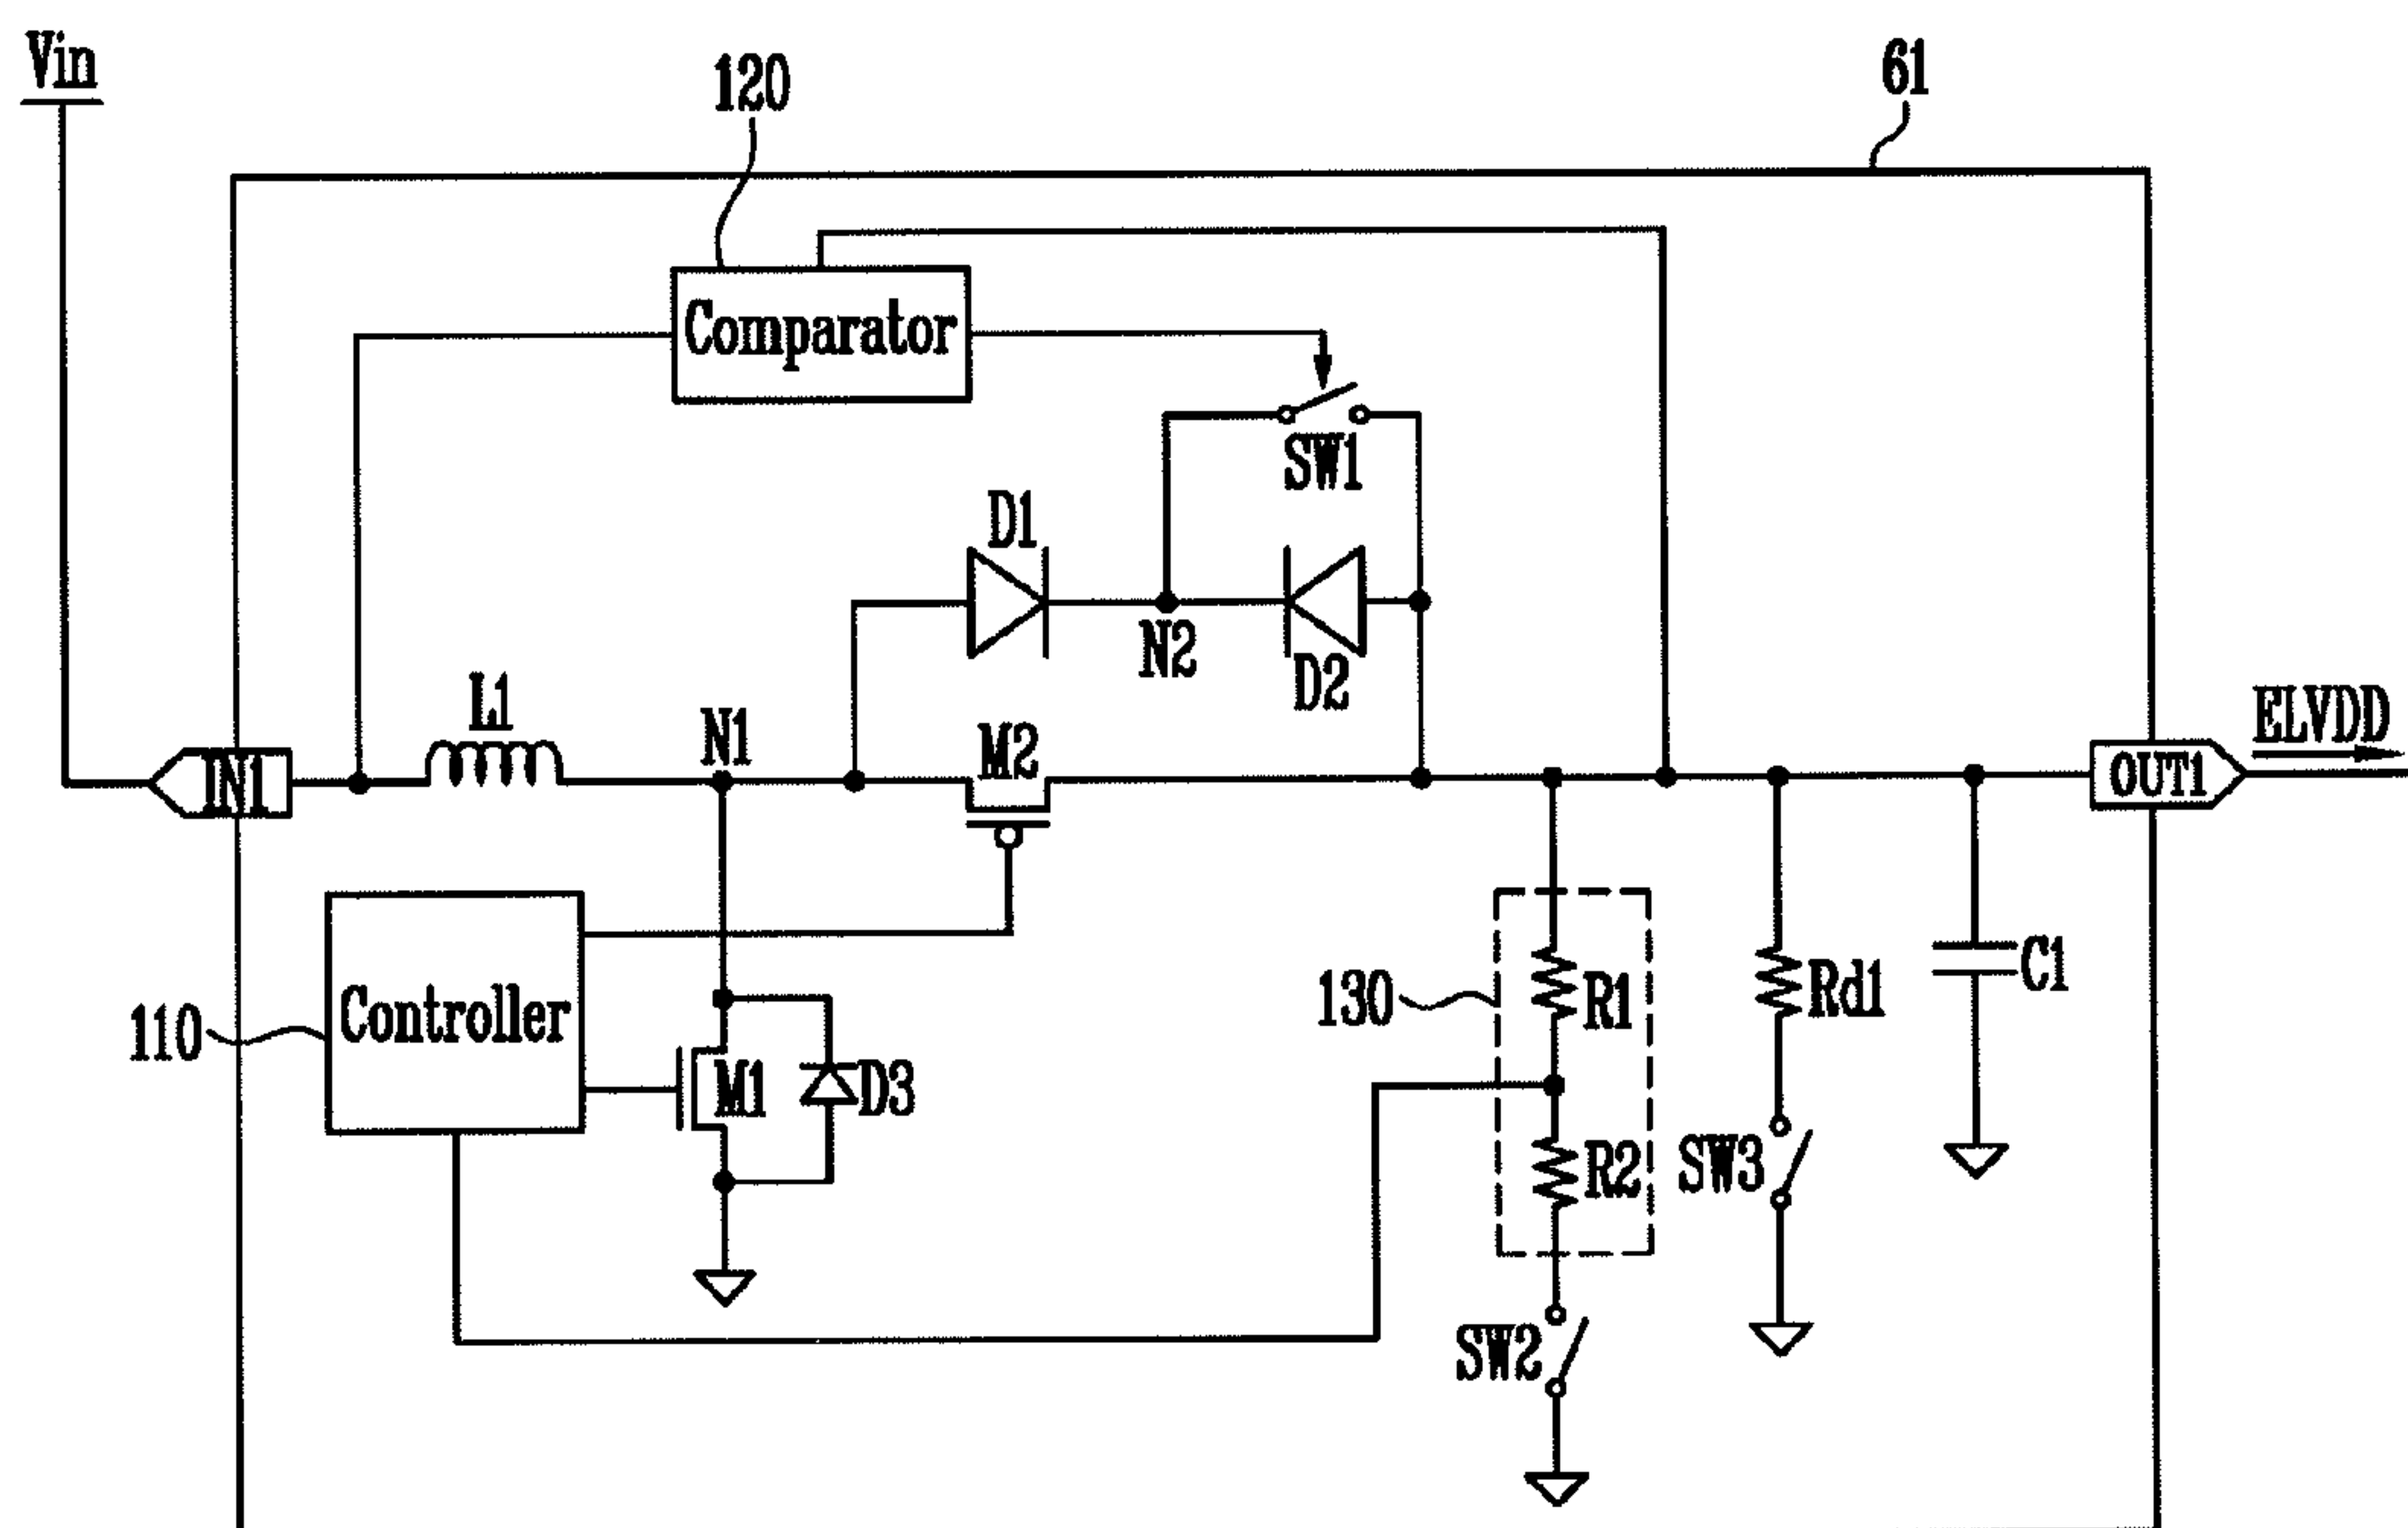 Vin
120
61
Comparator
SW1
D1
N2
D2
L1
N1
M2
ELVDD
IN1
OUT1
Controller
110
M1
D3
130
R1
Rd1
C1
R2
SW3
SW2